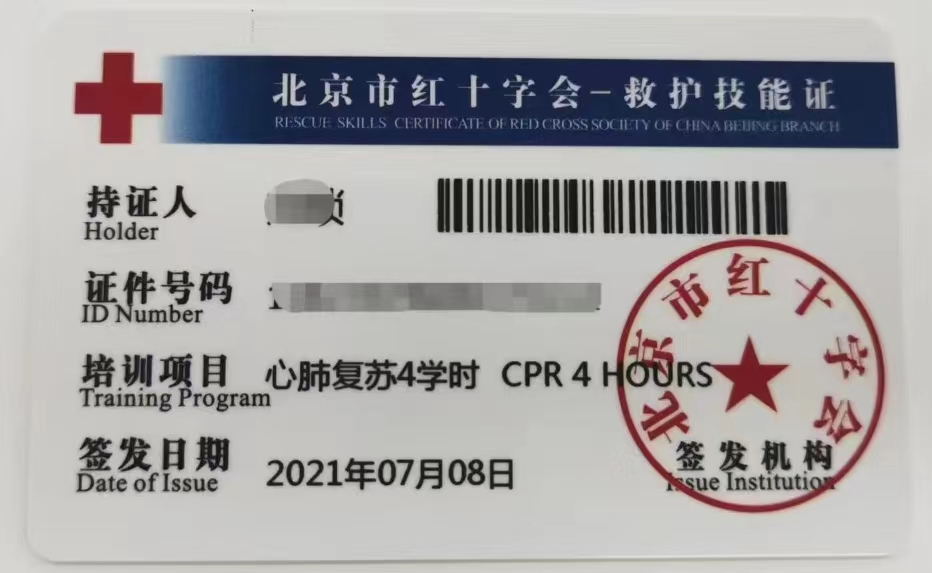 北京市红十字会-救护技能证
RESCUE SKILLS CERTIFICATE OF RED CROSS SOCIETY OF CHINA BEIJING BRANCH
持证人
Holder
证件号码
ID Number
培训项目 心肺复苏4学时 CPR 4 HOURS
Training Program
签发日期 2021年07月08日
Date of Issue
北京市红十字会
签发机构
Issue Institution